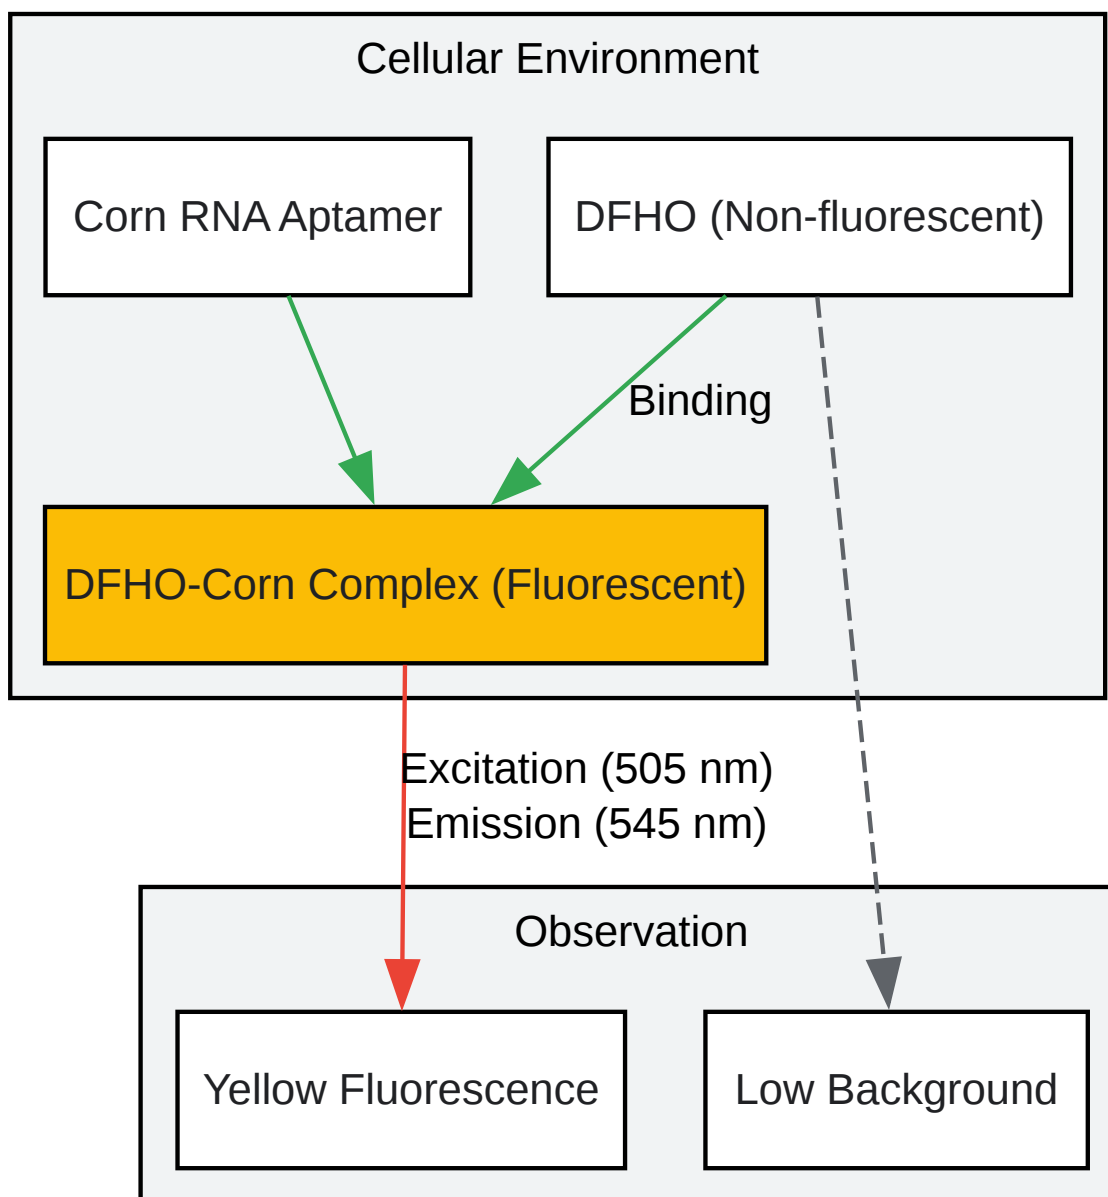 Cellular Environment
Corn RNA Aptamer
DFHO (Non-fluorescent)
Binding
DFHO-Corn Complex (Fluorescent)
Excitation (505 nm)
Emission (545 nm)
Observation
Yellow Fluorescence
Low Background